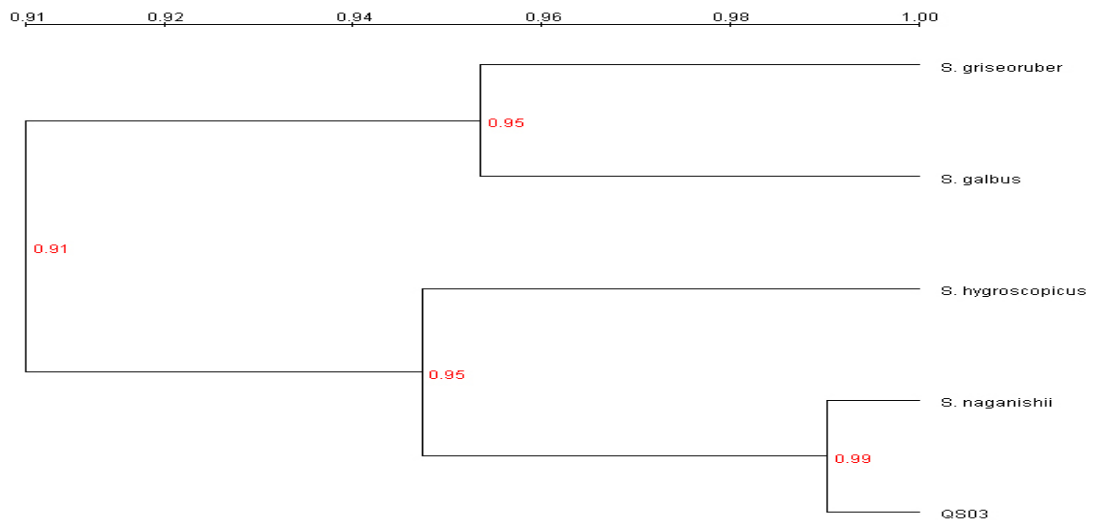 0.91 0.92 0.94 0.96 0.98 1.00
S. griseoruber
0.95
S. galbus
0.91
S. hygroscopicus
0.95
S. naganishii
0.99
QS03